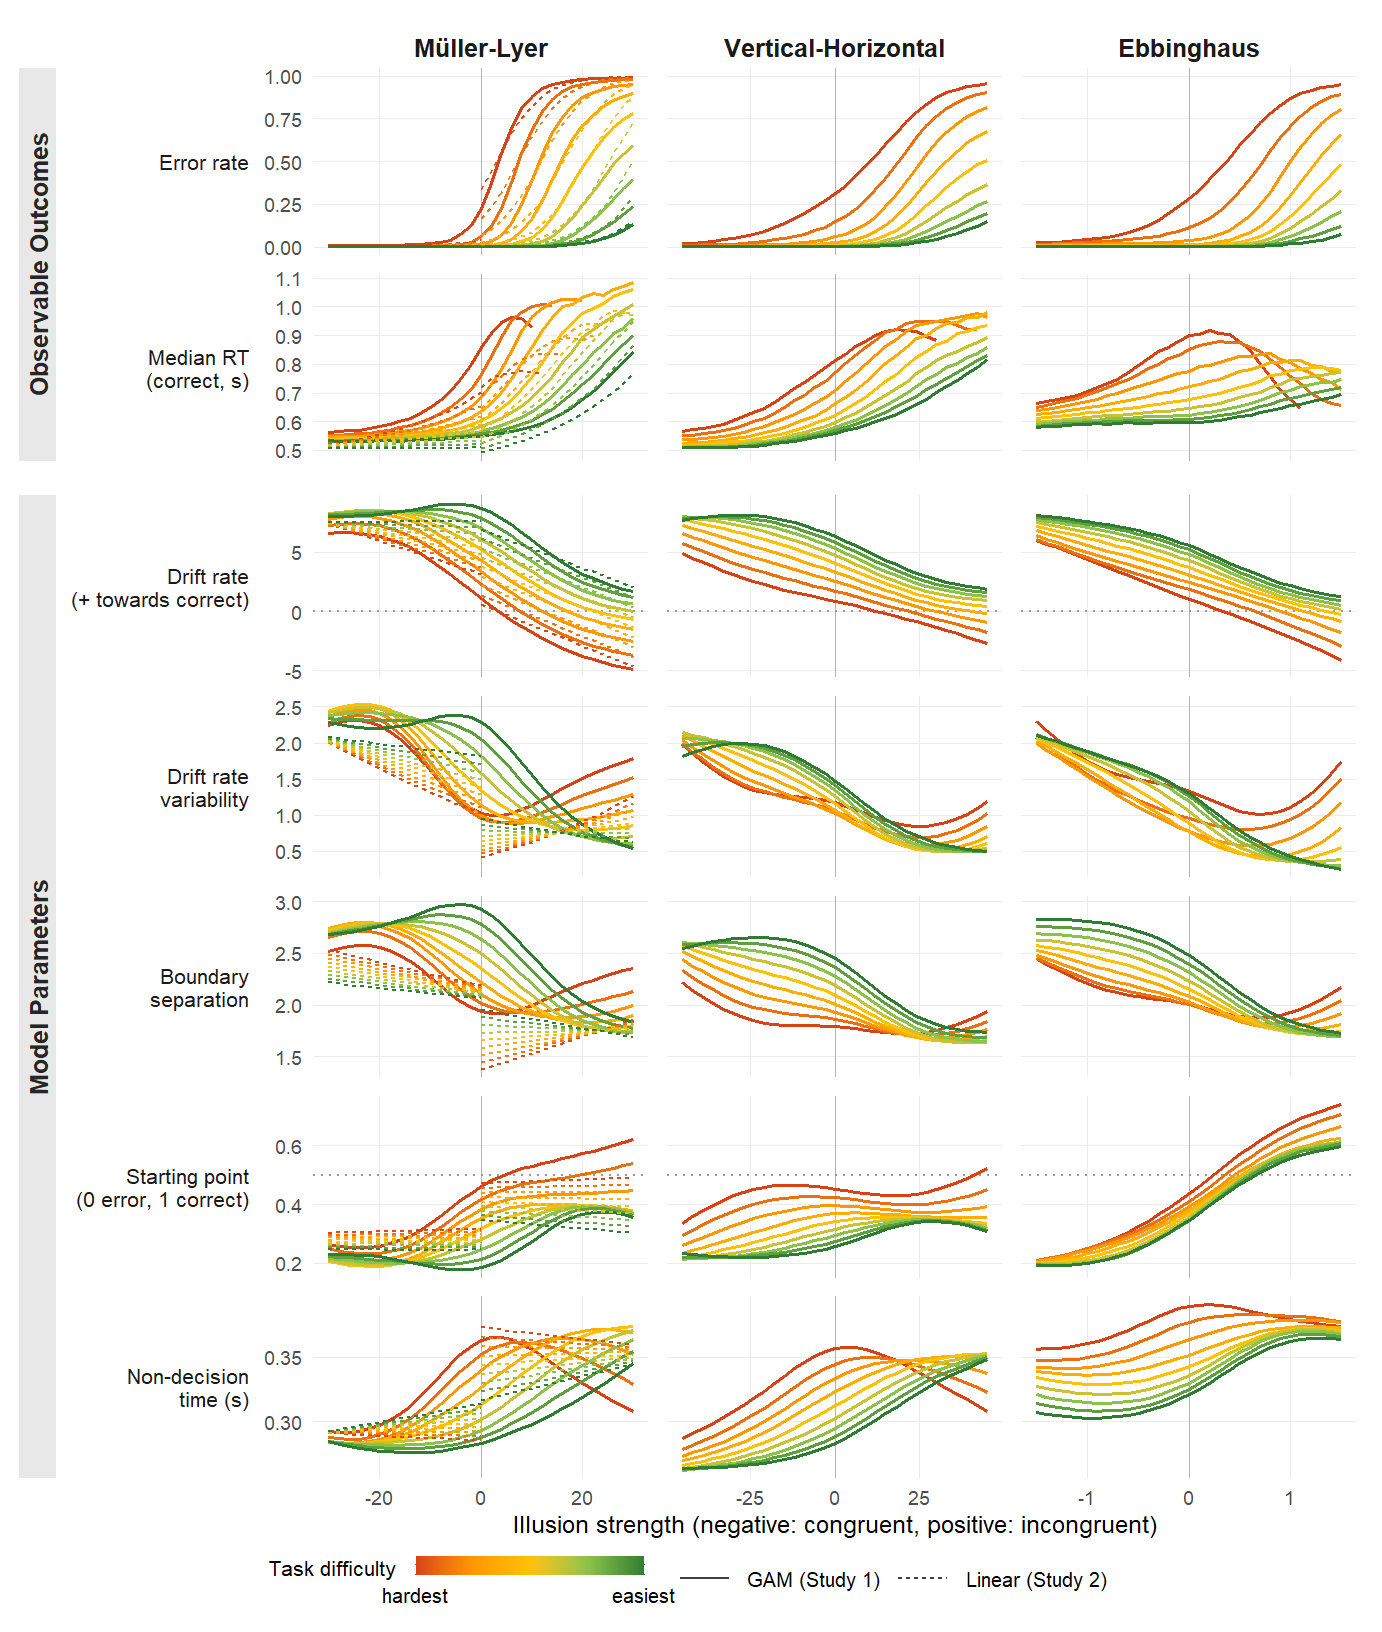 Müller-Lyer
Vertical-Horizontal
Ebbinghaus
Observable Outcomes
Error rate
1.00
0.75
0.50
0.25
0.00
Median RT
(correct, s)
1.1
1.0
0.9
0.8
0.7
0.6
0.5
Model Parameters
Drift rate
(+ towards correct)
5
0
-5
Drift rate
variability
2.5
2.0
1.5
1.0
0.5
Boundary
separation
3.0
2.5
2.0
1.5
Starting point
(0 error, 1 correct)
0.6
0.4
0.2
Non-decision
time (s)
0.35
0.30
-20 0 20
-25 0 25
-1 0 1
Illusion strength (negative: congruent, positive: incongruent)
Task difficulty
hardest easiest
GAM (Study 1)
Linear (Study 2)